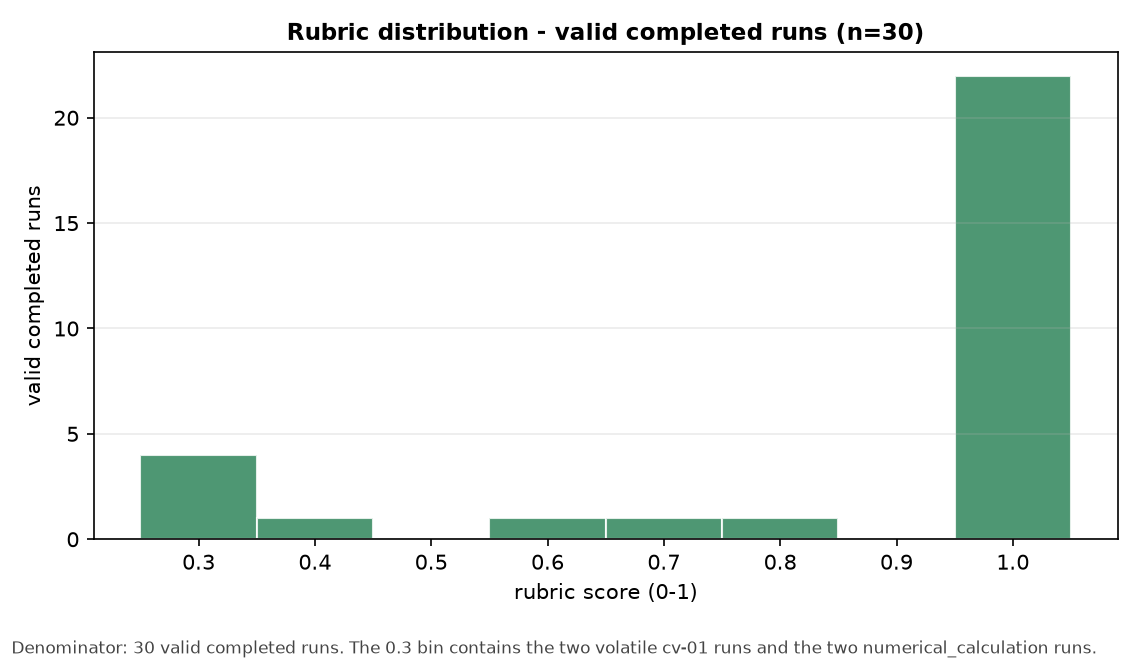 Rubric distribution - valid completed runs (n=30)
20
15
10
5
0
valid completed runs
0.3 0.4 0.5 0.6 0.7 0.8 0.9 1.0
rubric score (0-1)
Denominator: 30 valid completed runs. The 0.3 bin contains the two volatile cv-01 runs and the two numerical_calculation runs.